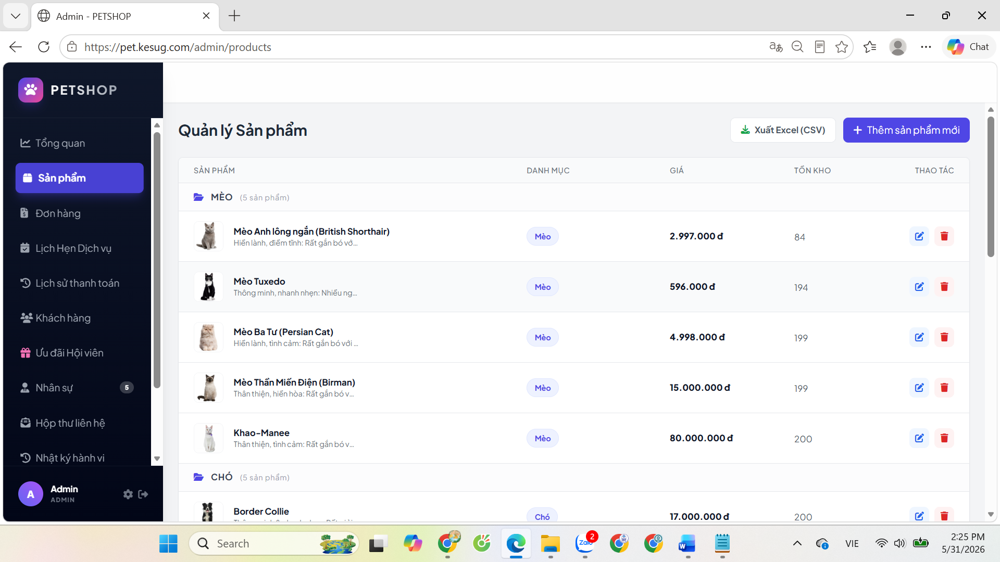 Admin - PETSHOP
https://pet.kesug.com/admin/products
Chat
PETSHOP
Tổng quan
Sản phẩm
Đơn hàng
Lịch Hẹn Dịch vụ
Lịch sử thanh toán
Khách hàng
Ưu đãi Hội viên
Nhân sự 5
Hộp thư liên hệ
Nhật ký hành vi
A
Admin
ADMIN
Quản lý Sản phẩm
Xuất Excel (CSV)
+ Thêm sản phẩm mới
SẢN PHẨM DANH MỤC GIÁ TỒN KHO THAO TÁC
MÈO (5 sản phẩm)
Mèo Anh lông ngắn (British Shorthair)
Hiền lành, điềm tĩnh: Rất gắn bó vớ...
Mèo 2.997.000 đ 84
Mèo Tuxedo
Thông minh, nhanh nhẹn: Nhiều ng...
Mèo 596.000 đ 194
Mèo Ba Tư (Persian Cat)
Hiền lành, tình cảm: Rất gắn bó với ...
Mèo 4.998.000 đ 199
Mèo Thần Miến Điện (Birman)
Thân thiện, hiền hòa: Rất gắn bó v...
Mèo 15.000.000 đ 199
Khao-Manee
Thân thiện, tình cảm: Rất gắn bó v...
Mèo 80.000.000 đ 200
CHÓ (5 sản phẩm)
Border Collie
Chó 17.000.000 đ 200
Search
Zalo
2
VIE
2:25 PM
5/31/2026